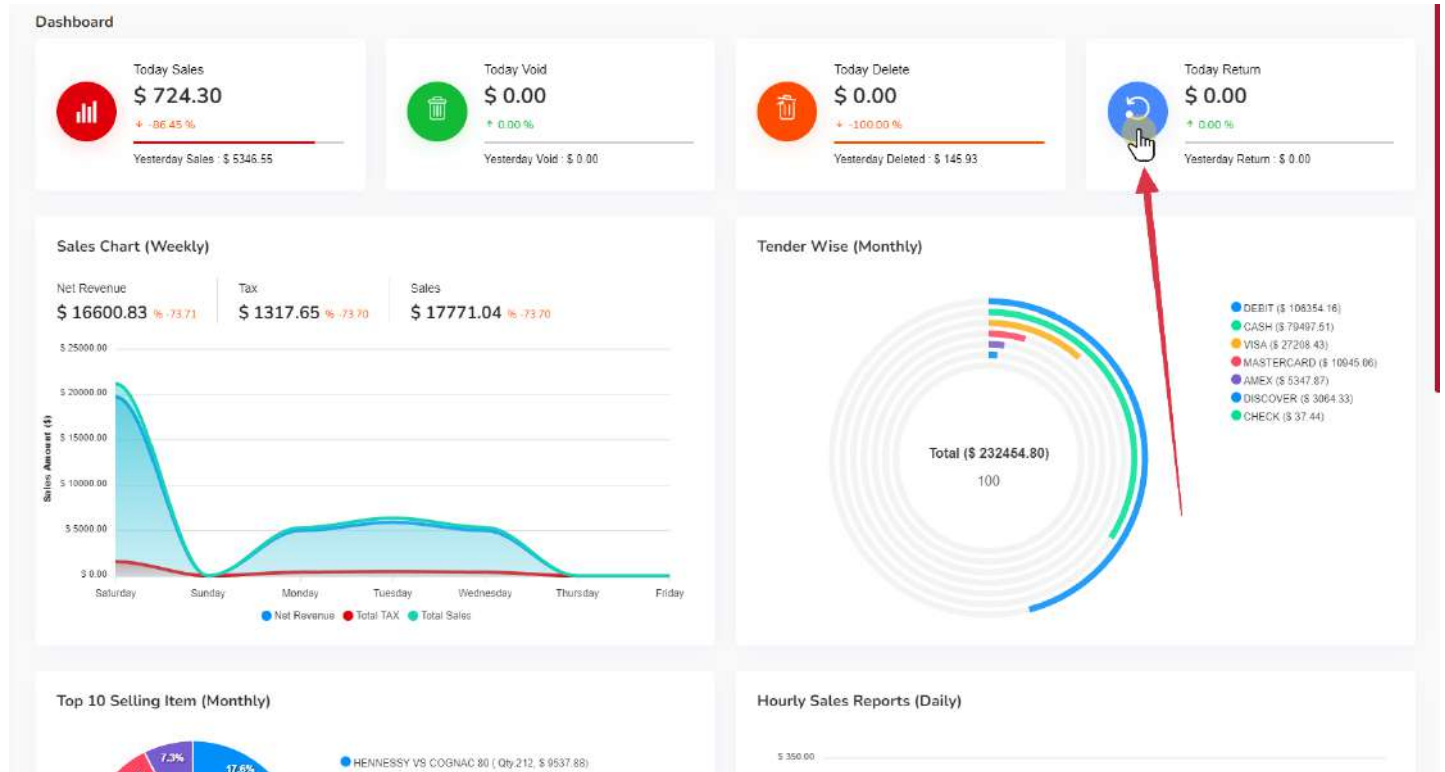 Dashboard
Today Sales
$ 724.30
↓ -86.45 %
Yesterday Sales : $ 5346.55
Today Void
$ 0.00
↑ 0.00 %
Yesterday Void : $ 0.00
Today Delete
$ 0.00
↓ -100.00 %
Yesterday Deleted : $ 145.93
Today Return
$ 0.00
↑ 0.00 %
Yesterday Return : $ 0.00
Sales Chart (Weekly)
Net Revenue
$ 16600.83 % -73.71
Tax
$ 1317.65 % -73.70
Sales
$ 17771.04 % -73.70
$ 25000.00
$ 20000.00
$ 15000.00
$ 10000.00
$ 5000.00
$ 0.00
Sales Amount ($)
Saturday Sunday Monday Tuesday Wednesday Thursday Friday
Net Revenue Total TAX Total Sales
Tender Wise (Monthly)
Total ($ 232454.80)
100
DEBIT ($ 106354.16)
CASH ($ 79497.51)
VISA ($ 27208.43)
MASTERCARD ($ 10945.06)
AMEX ($ 5347.87)
DISCOVER ($ 3064.33)
CHECK ($ 37.44)
Top 10 Selling Item (Monthly)
7.3%
17.6%
HENNESSY VS COGNAC 80 ( Qty.212, $ 9537.88)
Hourly Sales Reports (Daily)
$ 350.00